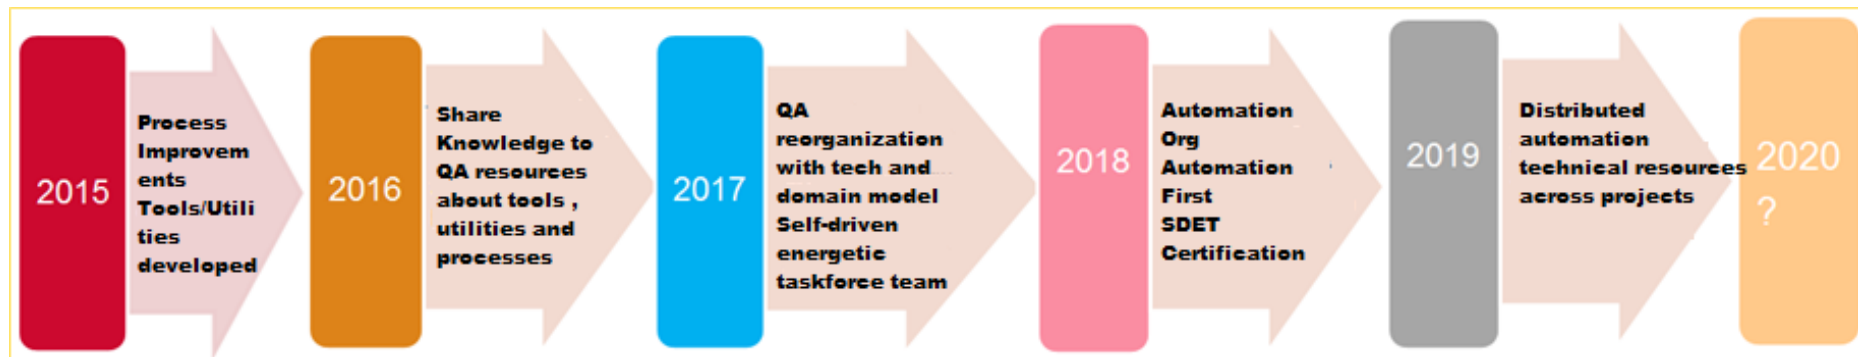 2015
Process
Improvem
ents
Tools/Utili
ties
developed
2016
Share
Knowledge to
QA resources
about tools ,
utilities and
processes
2017
QA
reorganization
with tech and
domain model
Self-driven
energetic
taskforce team
2018
Automation
Org
Automation
First
SDET
Certification
2019
Distributed
automation
technical resources
across projects
2020
?